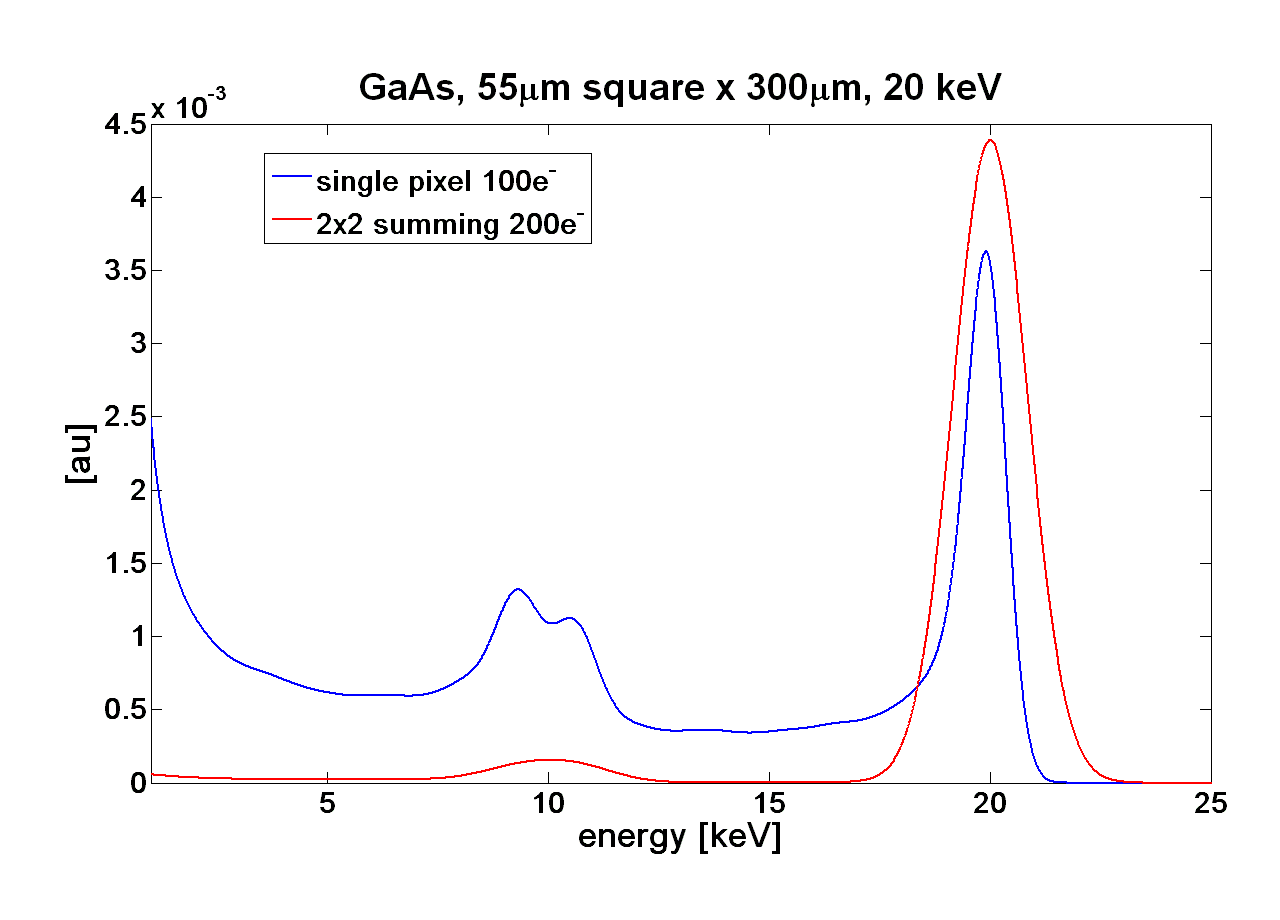 GaAs, 55μm square x 300μm, 20 keV
x 10⁻³
4.5
4
3.5
3
2.5
2
1.5
1
0.5
0
[au]
single pixel 100e⁻
2x2 summing 200e⁻
5 10 15 20 25
energy [keV]